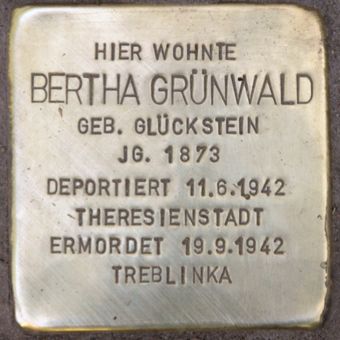 HIER WOHNTE
BERTHA GRÜNWALD
GEB. GLÜCKSTEIN
JG. 1873
DEPORTIERT 11.6.1942
THERESIENSTADT
ERMORDET 19.9.1942
TREBLINKA